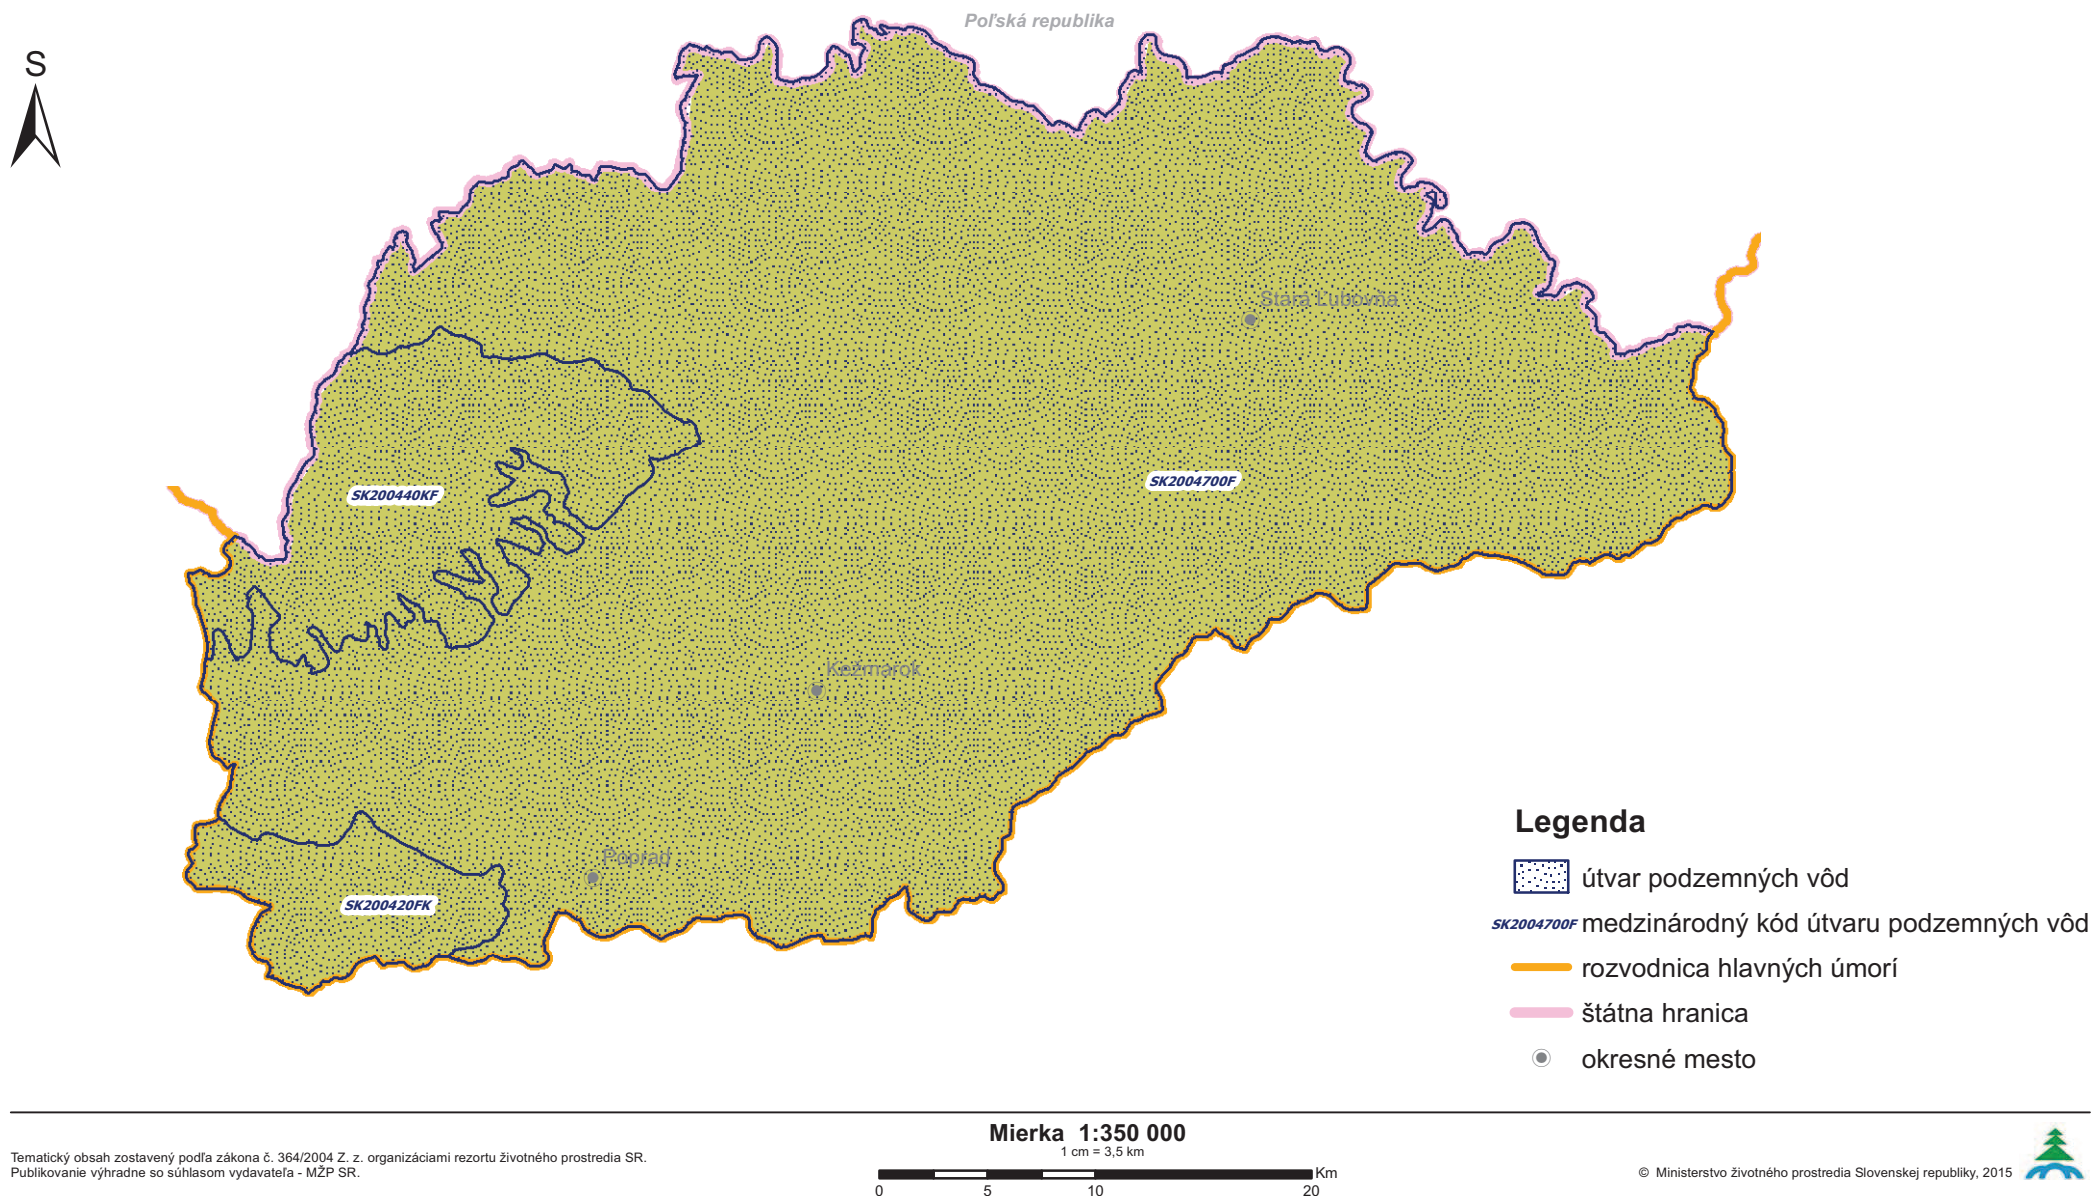 Poľská republika
S
Stará Ľubovňa
SK200440KF
SK2004700F
Kežmarok
Poprad
SK200420FK
Legenda
útvar podzemných vôd
SK2004700F medzinárodný kód útvaru podzemných vôd
rozvodnica hlavných úmorí
štátna hranica
okresné mesto
Mierka 1:350 000
1 cm = 3,5 km
Km
0 5 10 20
Tematický obsah zostavený podľa zákona č. 364/2004 Z. z. organizáciami rezortu životného prostredia SR.
Publikovanie výhradne so súhlasom vydavateľa - MŽP SR.
© Ministerstvo životného prostredia Slovenskej republiky, 2015